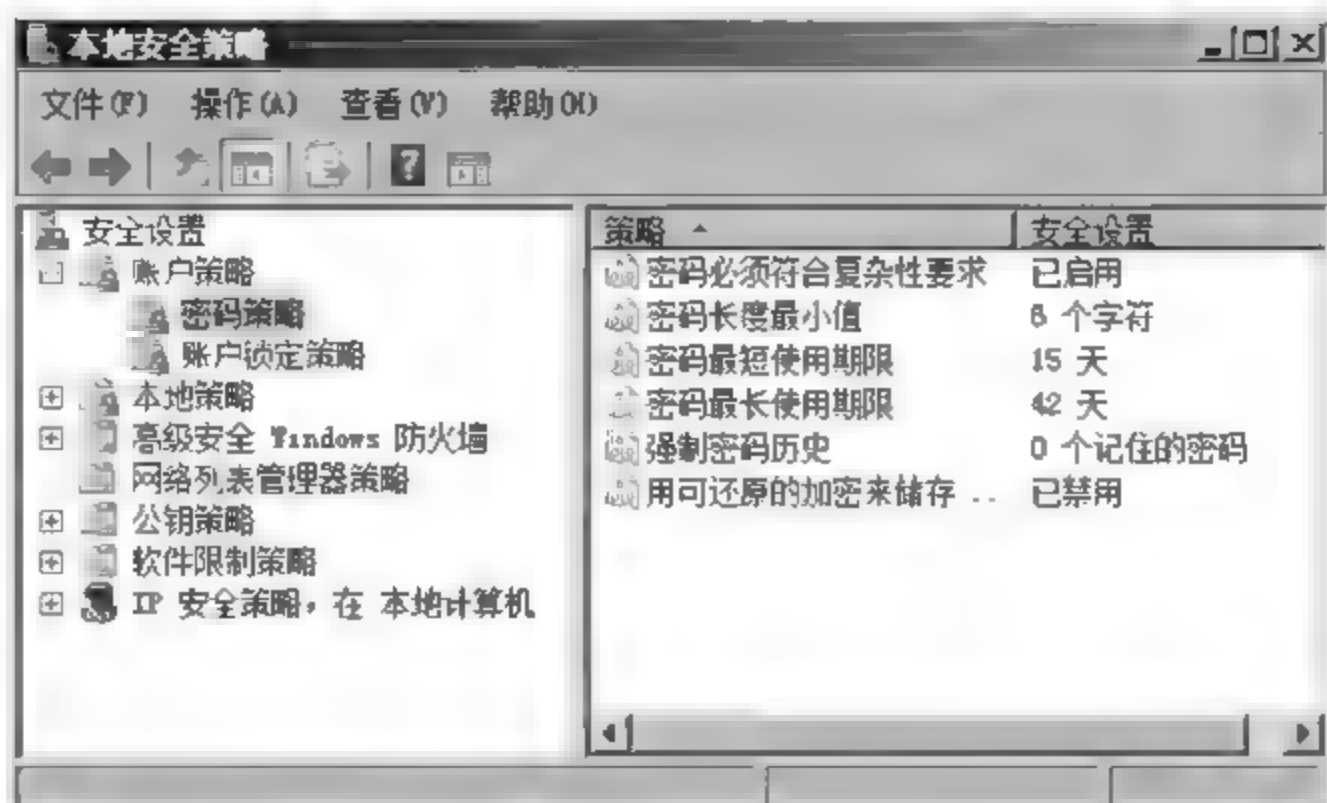 本地安全策略
文件(F) 操作(A) 查看(V) 帮助(H)
安全设置
账户策略
密码策略
账户锁定策略
本地策略
高级安全 Windows 防火墙
网络列表管理器策略
公钥策略
软件限制策略
IP 安全策略，在 本地计算机
策略 安全设置
密码必须符合复杂性要求 已启用
密码长度最小值 6 个字符
密码最短使用期限 15 天
密码最长使用期限 42 天
强制密码历史 0 个记住的密码
用可还原的加密来储存 .. 已禁用